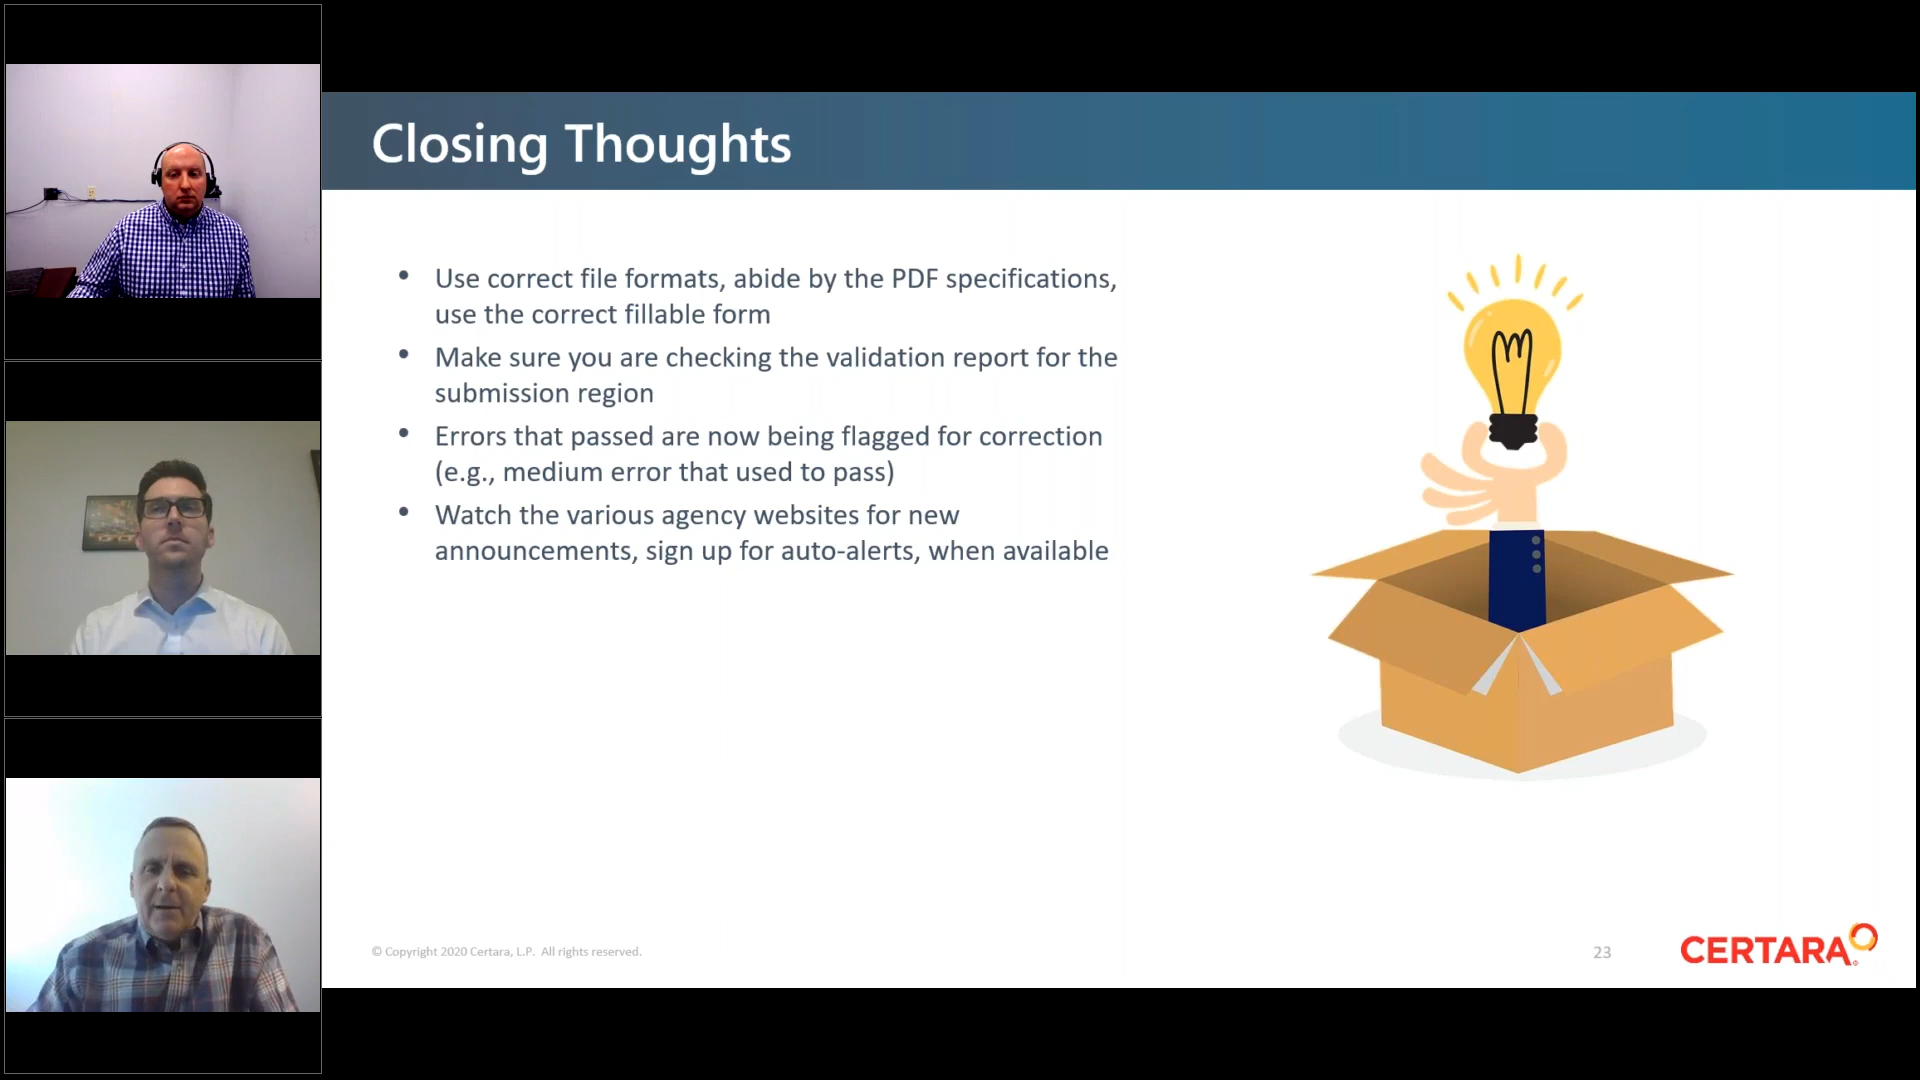 Closing Thoughts
• Use correct file formats, abide by the PDF specifications,
use the correct fillable form
• Make sure you are checking the validation report for the
submission region
• Errors that passed are now being flagged for correction
(e.g., medium error that used to pass)
• Watch the various agency websites for new
announcements, sign up for auto-alerts, when available
© Copyright 2020 Certara, L.P. All rights reserved.
23
CERTARA